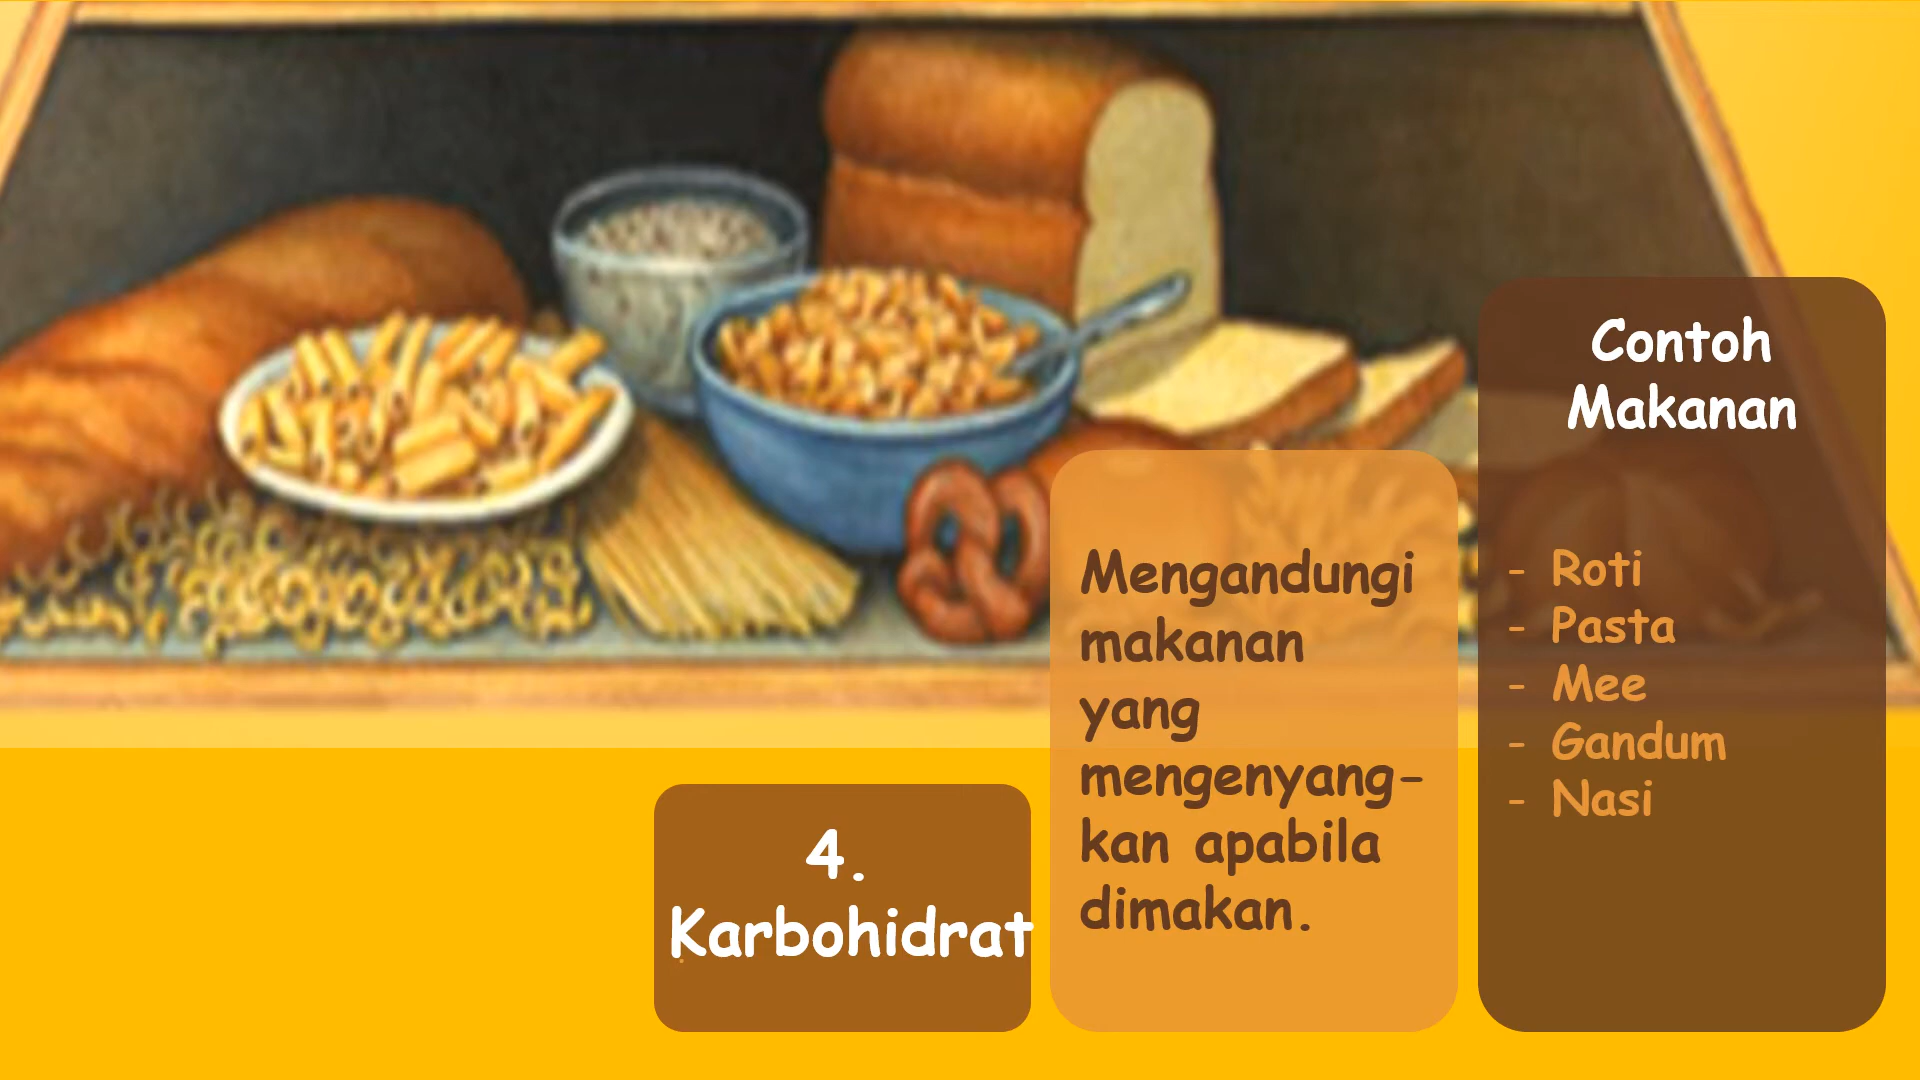 4.
Karbohidrat
Mengandungi
makanan
yang
mengenyang-
kan apabila
dimakan.
Contoh
Makanan
- Roti
- Pasta
- Mee
- Gandum
- Nasi